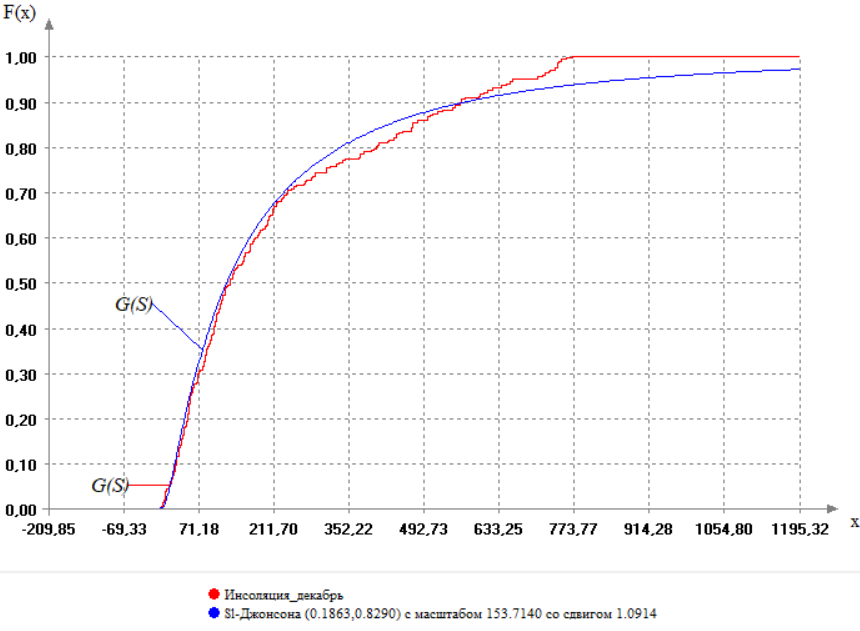 F(x)
1,00
0,90
0,80
0,70
0,60
0,50
G(S)
0,40
0,30
0,20
0,10
G(S)
0,00
-209,85 -69,33 71,18 211,70 352,22 492,73 633,25 773,77 914,28 1054,80 1195,32 x
Инсоляция_декабрь
Sl-Джонсона (0.1863,0.8290) с масштабом 153.7140 со сдвигом 1.0914